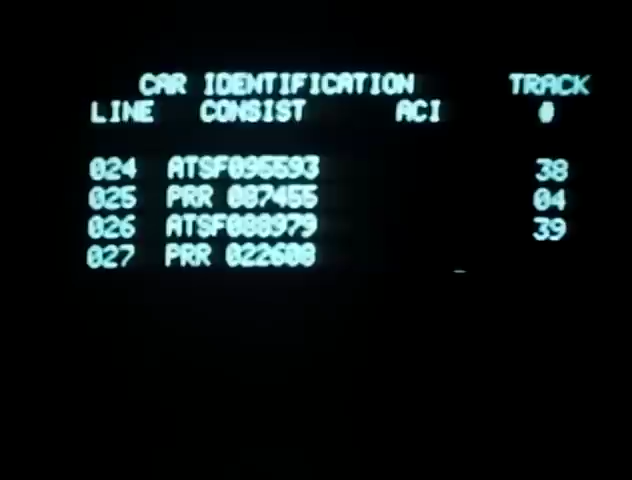 CAR IDENTIFICATION TRACK
LINE CONSIST ACI #
024 ATSF095593 38
025 PRR 087455 04
026 ATSF088979 39
027 PRR 022608